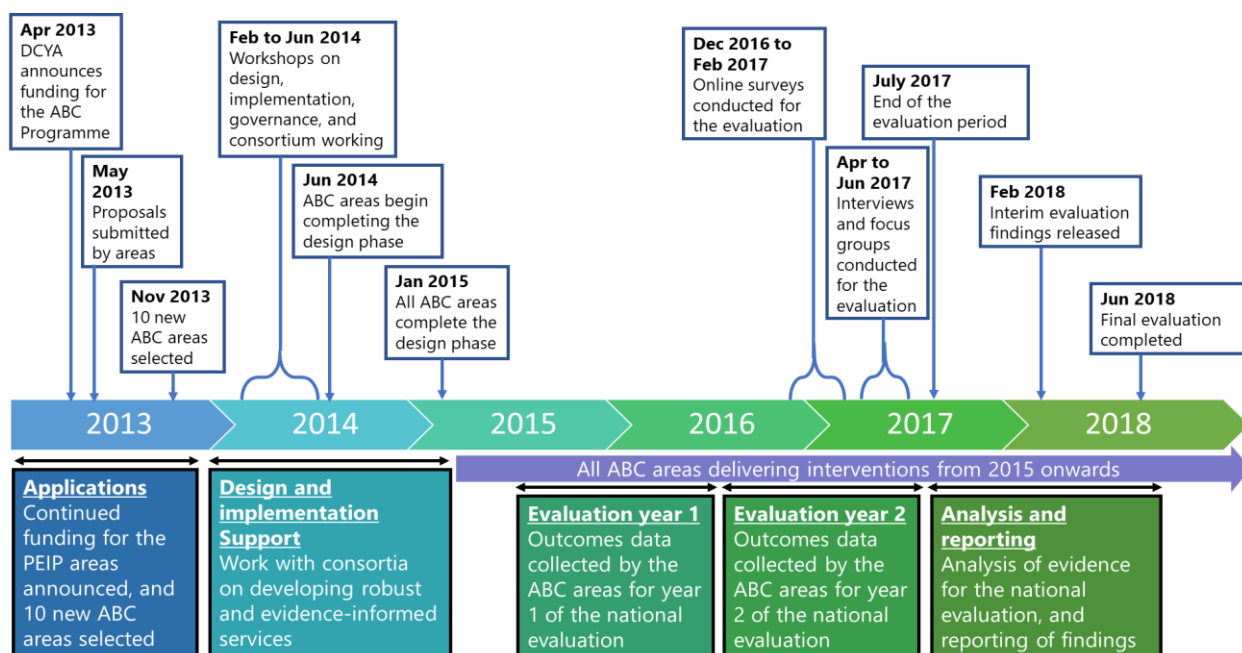 Apr 2013
DCYA
announces
funding for
the ABC
Programme
May
2013
Proposals
submitted
by areas
Nov 2013
10 new
ABC areas
selected
Feb to Jun 2014
Workshops on
design,
implementation,
governance, and
consortium working
Jun 2014
ABC areas begin
completing the
design phase
Jan 2015
All ABC areas
complete the
design phase
Dec 2016 to
Feb 2017
Online surveys
conducted for
the evaluation
Apr to
Jun 2017
Interviews
and focus
groups
conducted
for the
evaluation
July 2017
End of the
evaluation period
Feb 2018
Interim evaluation
findings released
Jun 2018
Final evaluation
completed
2013
2014
2015
2016
2017
2018
All ABC areas delivering interventions from 2015 onwards
Applications
Continued
funding for the
PEIP areas
announced, and
10 new ABC
areas selected
Design and
implementation
Support
Work with consortia
on developing robust
and evidence-informed
services
Evaluation year 1
Outcomes data
collected by the
ABC areas for year
1 of the national
evaluation
Evaluation year 2
Outcomes data
collected by the
ABC areas for year
2 of the national
evaluation
Analysis and
reporting
Analysis of evidence
for the national
evaluation, and
reporting of findings